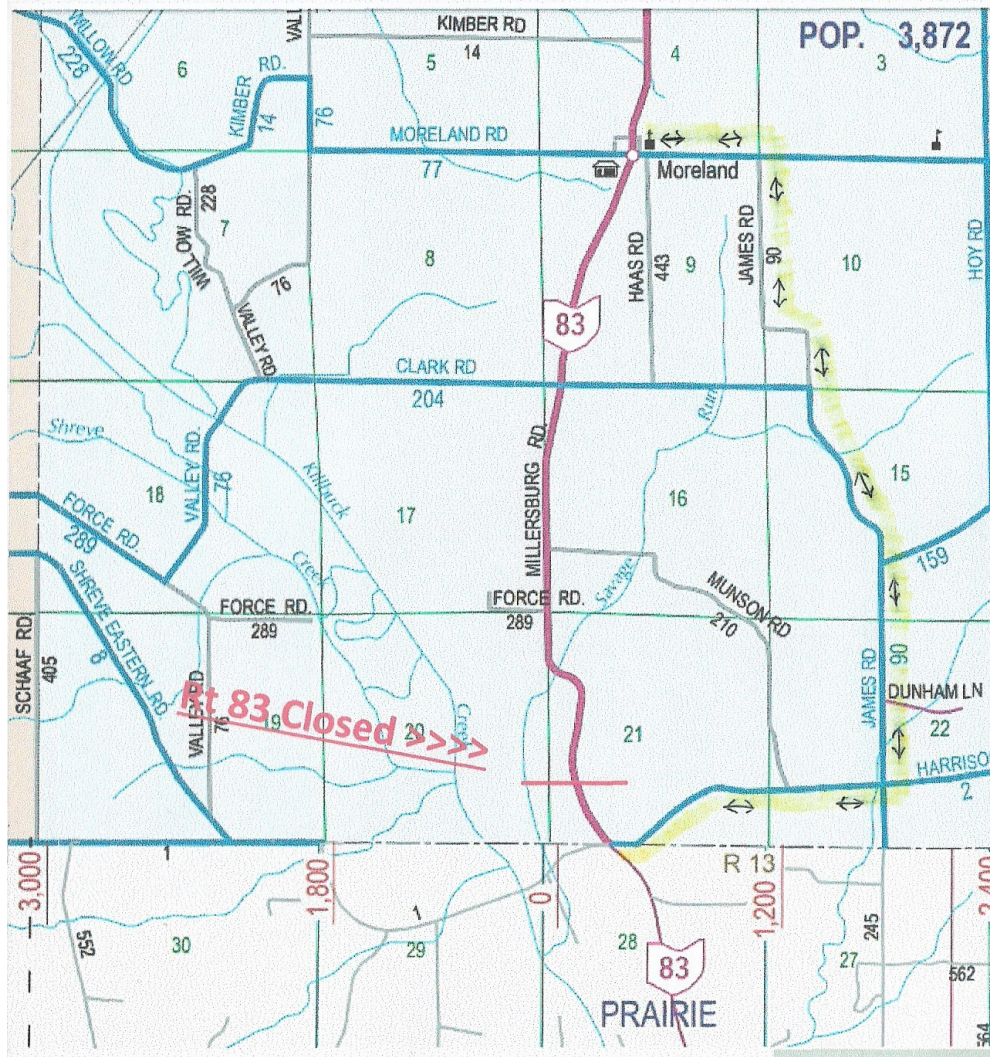 KIMBER RD
14
POP. 3,872
WILLOW RD
228
VALL
4
3
6
5
KIMBER RD.
14
76
MORELAND RD
77
Moreland
WILLOW RD.
228
7
8
HAAS RD
443
9
JAMES RD
90
10
HOY RD
76
VALLEY RD
83
CLARK RD
204
Run
Shreve
VALLEY RD.
76
18
Killbuck
17
MILLERSBURG RD.
16
15
FORCE RD.
289
Creek
Savage
159
SHREVE EASTERN RD
8
FORCE RD.
289
FORCE RD.
289
MUNSON RD
210
SCHAAF RD
405
VALLEY RD
76
JAMES RD
90
DUNHAM LN
22
Rt 83 Closed >>>>
19
20
Creek
21
HARRISO
2
1
R 13
3,000
1,800
0
1,200
2,400
552
30
1
29
28
245
27
562
564
83
PRAIRIE